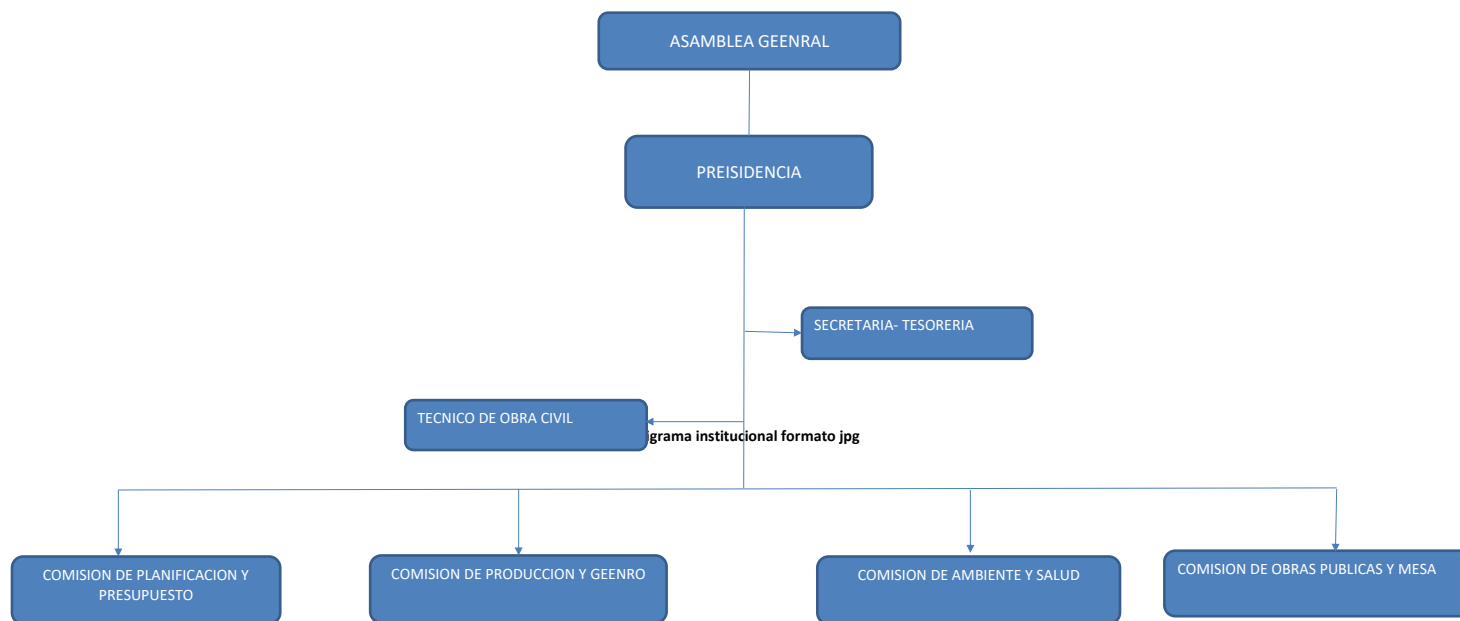 ASAMBLEA GEENRAL
PREISIDENCIA
SECRETARIA- TESORERIA
TECNICO DE OBRA CIVIL
igrama institucional formato jpg
COMISION DE PLANIFICACION Y
PRESUPUESTO
COMISION DE PRODUCCION Y GEENRO
COMISION DE AMBIENTE Y SALUD
COMISION DE OBRAS PUBLICAS Y MESA